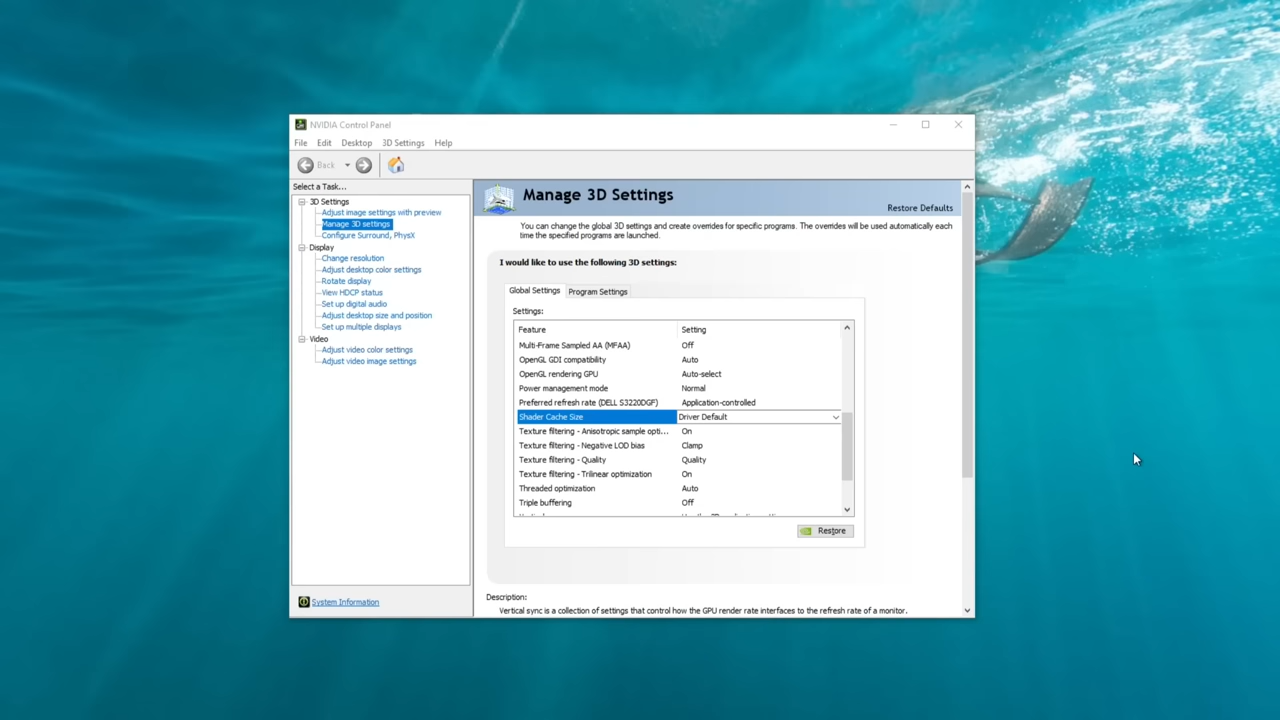 NVIDIA Control Panel
File Edit Desktop 3D Settings Help
Back
Select a Task...
3D Settings
Adjust image settings with preview
Manage 3D settings
Configure Surround, PhysX
Display
Change resolution
Adjust desktop color settings
Rotate display
View HDCP status
Set up digital audio
Adjust desktop size and position
Set up multiple displays
Video
Adjust video color settings
Adjust video image settings
System Information
Manage 3D Settings
Restore Defaults
You can change the global 3D settings and create overrides for specific programs. The overrides will be used automatically each
time the specified programs are launched.
I would like to use the following 3D settings:
Global Settings Program Settings
Settings:
Feature Setting
Multi-Frame Sampled AA (MFAA) Off
OpenGL GDI compatibility Auto
OpenGL rendering GPU Auto-select
Power management mode Normal
Preferred refresh rate (DELL S3220DGF) Application-controlled
Shader Cache Size Driver Default
Texture filtering - Anisotropic sample opti... On
Texture filtering - Negative LOD bias Clamp
Texture filtering - Quality Quality
Texture filtering - Trilinear optimization On
Threaded optimization Auto
Triple buffering Off
Restore
Description:
Vertical sync is a collection of settings that control how the GPU render rate interfaces to the refresh rate of a monitor.